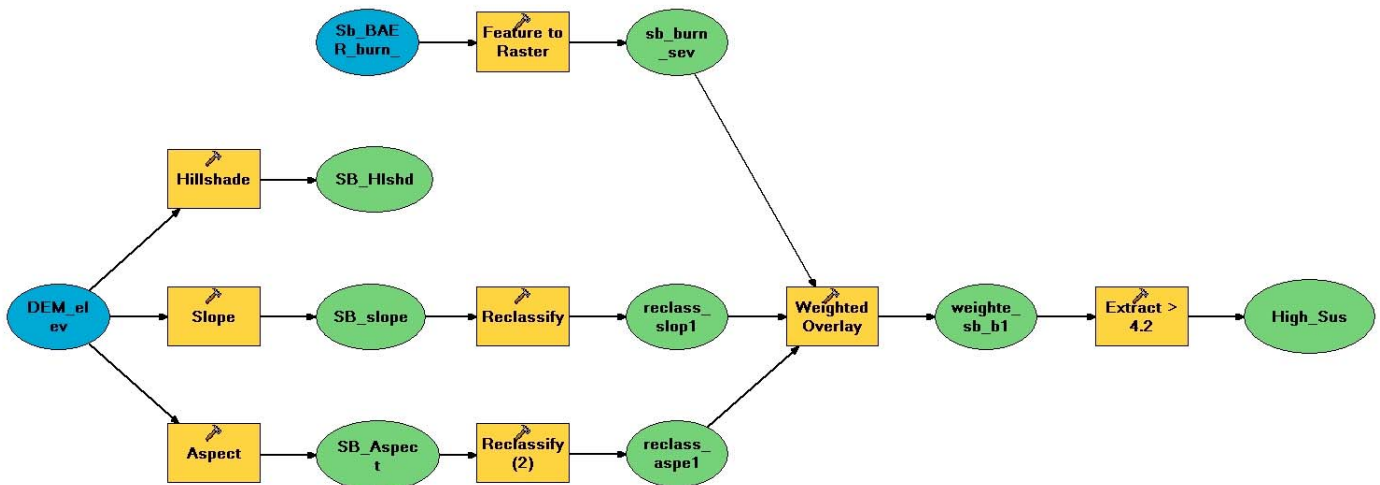 Sb_BAE
R_burn_
Feature to
Raster
sb_burn
_sev
Hillshade
SB_Hlshd
DEM_el
ev
Slope
SB_slope
Reclassify
reclass_
slop1
Weighted
Overlay
weighte_
sb_b1
Extract >
4.2
High_Sus
Aspect
SB_Aspec
t
Reclassify
(2)
reclass_
aspe1